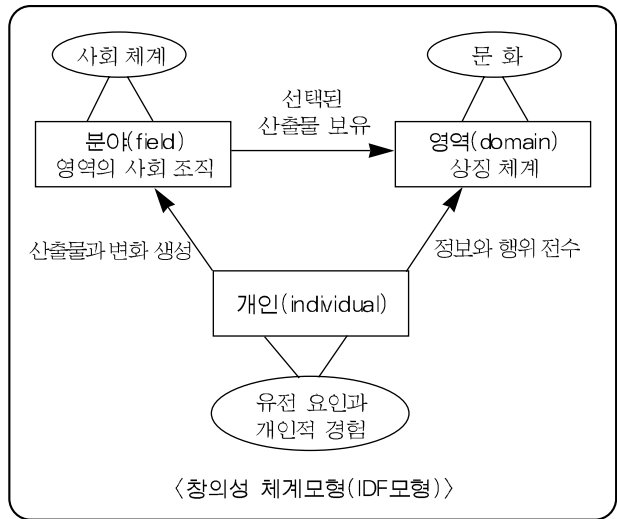 사회 체계
문 화
선택된
산출물 보유
분야(field)
영역의 사회 조직
영역(domain)
상징 체계
산출물과 변화 생성
정보와 행위 전수
개인(individual)
유전 요인과
개인적 경험
〈창의성 체계모형(IDF모형)〉